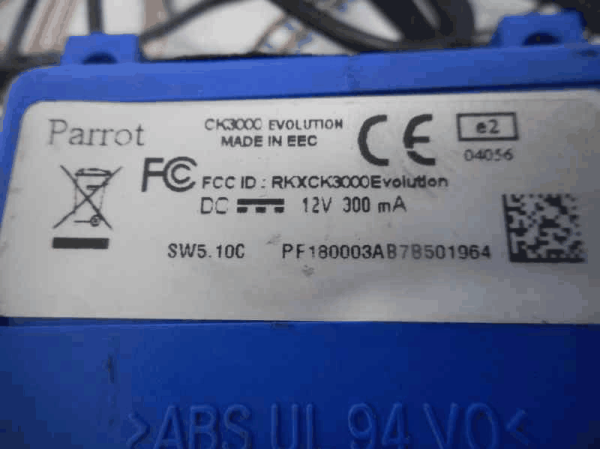 Parrot
CK3000 EVOLUTION
MADE IN EEC
CE
e2
04056
FC FCC ID : RKXCK3000Evolution
DC 12V 300 mA
SW5.10C PF180003AB7B501964
>ABS UL 94 VO<